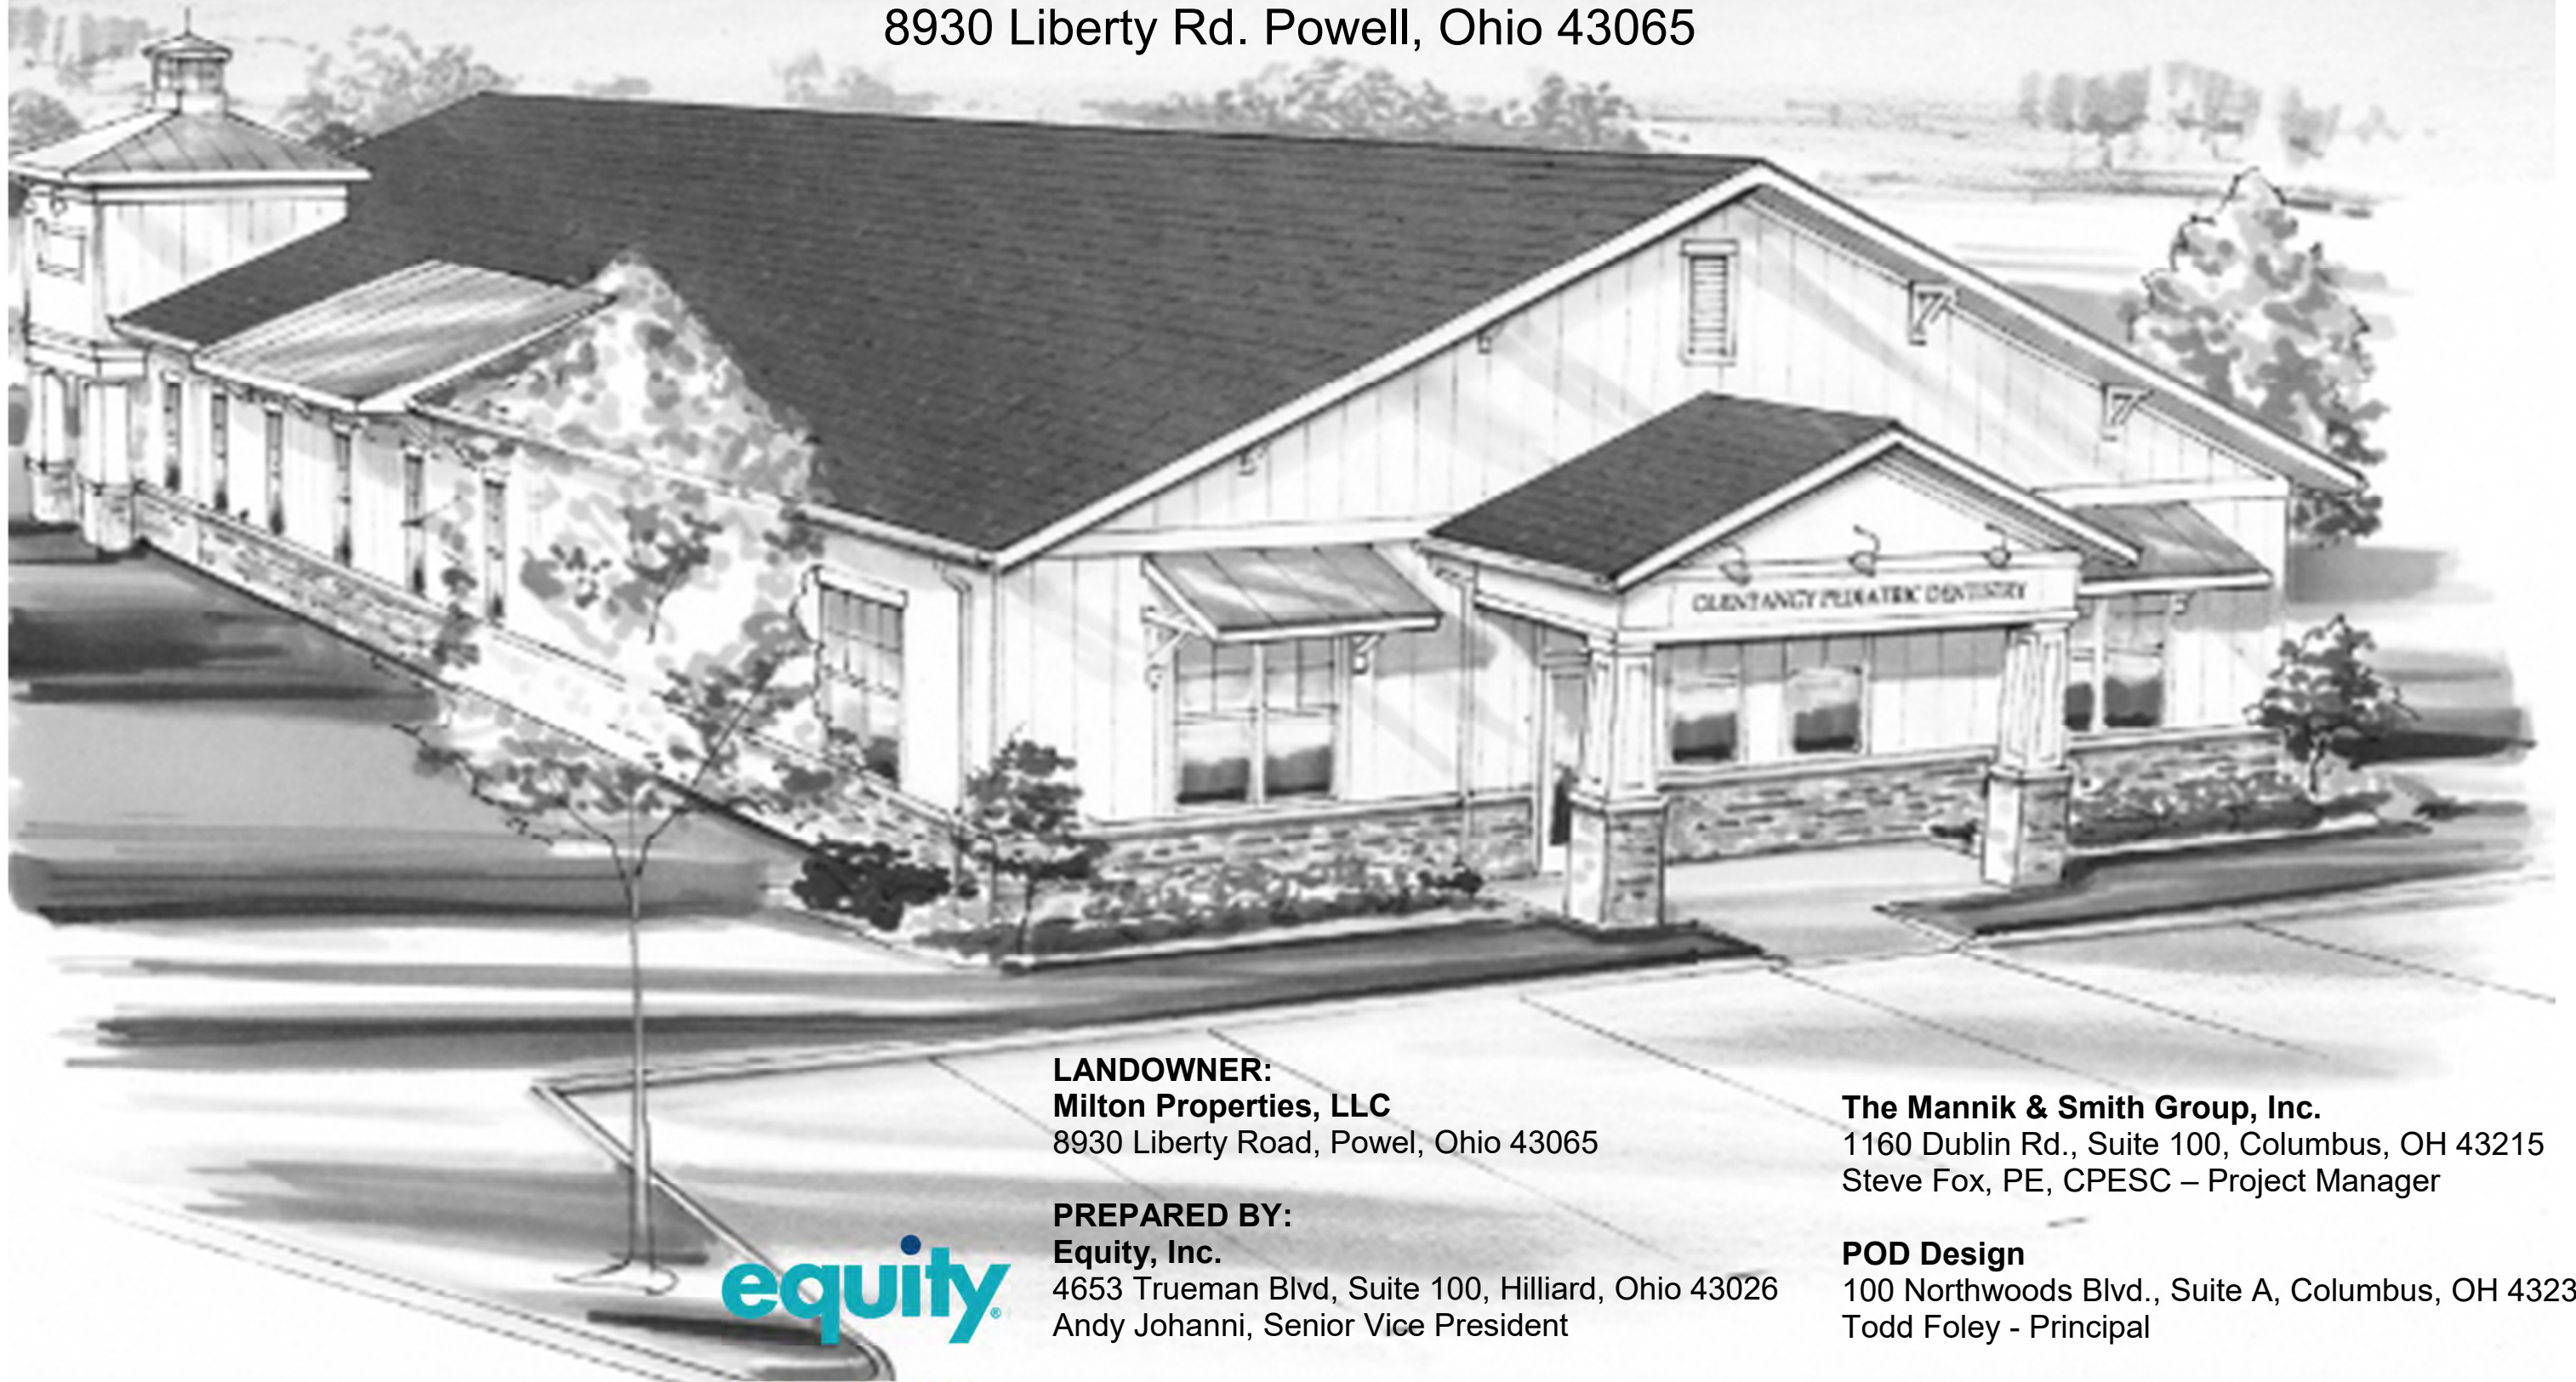 8930 Liberty Rd. Powell, Ohio 43065
OLENTANGY PEDIATRIC DENTISTRY
LANDOWNER:
Milton Properties, LLC
8930 Liberty Road, Powel, Ohio 43065
PREPARED BY:
Equity, Inc.
4653 Trueman Blvd, Suite 100, Hilliard, Ohio 43026
Andy Johanni, Senior Vice President
equity®
The Mannik & Smith Group, Inc.
1160 Dublin Rd., Suite 100, Columbus, OH 43215
Steve Fox, PE, CPESC – Project Manager
POD Design
100 Northwoods Blvd., Suite A, Columbus, OH 4323
Todd Foley - Principal